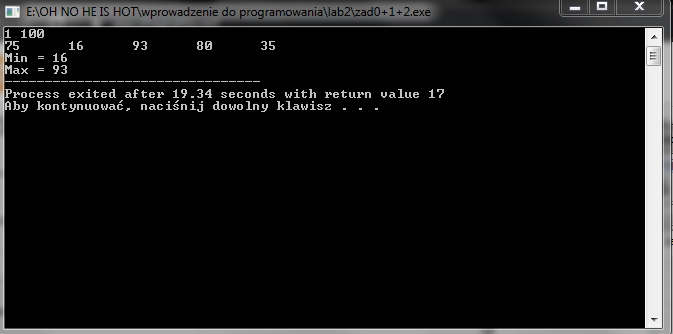 E:\OH NO HE IS HOT\wprowadzenie do programowania\lab2\zad0+1+2.exe
1 100
75 16 93 80 35
Min = 16
Max = 93
--------------------------------
Process exited after 19.34 seconds with return value 17
Aby kontynuować, naciśnij dowolny klawisz . . .